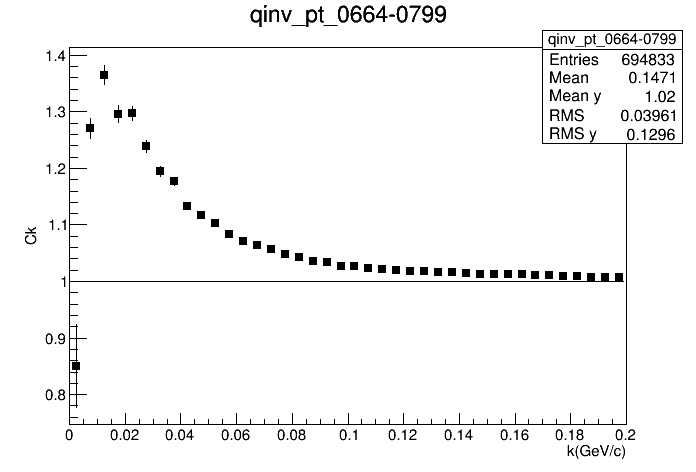 qinv_pt_0664-0799
qinv_pt_0664-0799
Entries 694833
Mean 0.1471
Mean y 1.02
RMS 0.03961
RMS y 0.1296
1.4
1.3
1.2
1.1
1
0.9
0.8
Ck
0 0.02 0.04 0.06 0.08 0.1 0.12 0.14 0.16 0.18 0.2
k(GeV/c)